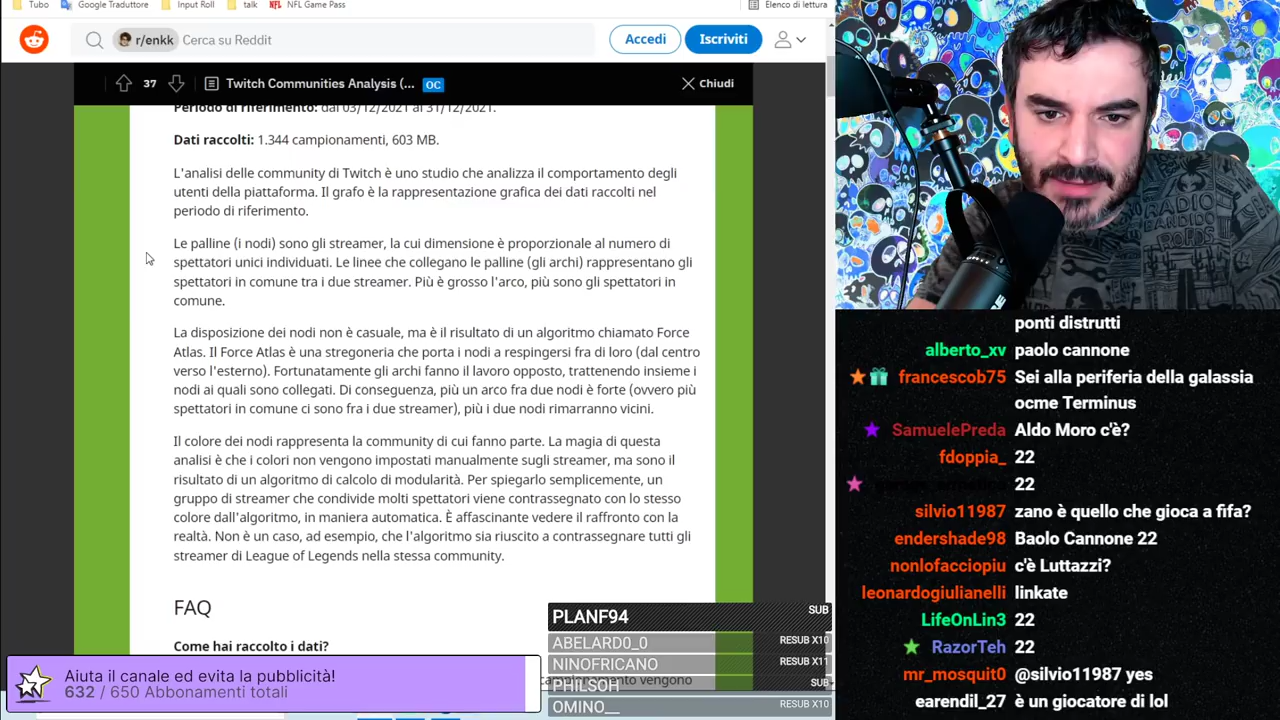 Tubo
Google Traduttore
Input Roll
talk
NFL Game Pass
Elenco di lettura
r/enkk
Cerca su Reddit
Accedi
Iscriviti
37
Twitch Communities Analysis (...
OC
Chiudi
Periodo di riferimento: dal 03/12/2021 al 31/12/2021.
Dati raccolti: 1.344 campionamenti, 603 MB.
L'analisi delle community di Twitch è uno studio che analizza il comportamento degli
utenti della piattaforma. Il grafo è la rappresentazione grafica dei dati raccolti nel
periodo di riferimento.
Le palline (i nodi) sono gli streamer, la cui dimensione è proporzionale al numero di
spettatori unici individuati. Le linee che collegano le palline (gli archi) rappresentano gli
spettatori in comune tra i due streamer. Più è grosso l'arco, più sono gli spettatori in
comune.
La disposizione dei nodi non è casuale, ma è il risultato di un algoritmo chiamato Force
Atlas. Il Force Atlas è una stregoneria che porta i nodi a respingersi fra di loro (dal centro
verso l'esterno). Fortunatamente gli archi fanno il lavoro opposto, trattenendo insieme i
nodi ai quali sono collegati. Di conseguenza, più un arco fra due nodi è forte (ovvero più
spettatori in comune ci sono fra i due streamer), più i due nodi rimarranno vicini.
Il colore dei nodi rappresenta la community di cui fanno parte. La magia di questa
analisi è che i colori non vengono impostati manualmente sugli streamer, ma sono il
risultato di un algoritmo di calcolo di modularità. Per spiegarlo semplicemente, un
gruppo di streamer che condivide molti spettatori viene contrassegnato con lo stesso
colore dall'algoritmo, in maniera automatica. È affascinante vedere il raffronto con la
realtà. Non è un caso, ad esempio, che l'algoritmo sia riuscito a contrassegnare tutti gli
streamer di League of Legends nella stessa community.
FAQ
Come hai raccolto i dati?
campionamento vengono
Aiuta il canale ed evita la pubblicità!
632 / 650 Abbonamenti totali
PLANF94 SUB
ABELARD0_0 RESUB X10
NINOFRICANO RESUB X11
PHILSOH SUB
OMINO__ RESUB X10
RADIO
BANDIDO
ponti distrutti
alberto_xv paolo cannone
francescob75 Sei alla periferia della galassia
ocme Terminus
SamuelePreda Aldo Moro c'è?
fdoppia_ 22
22
silvio11987 zano è quello che gioca a fifa?
endershade98 Baolo Cannone 22
nonlofacciopiu c'è Luttazzi?
leonardogiulianelli linkate
LifeOnLin3 22
RazorTeh 22
mr_mosquit0 @silvio11987 yes
earendil_27 è un giocatore di lol